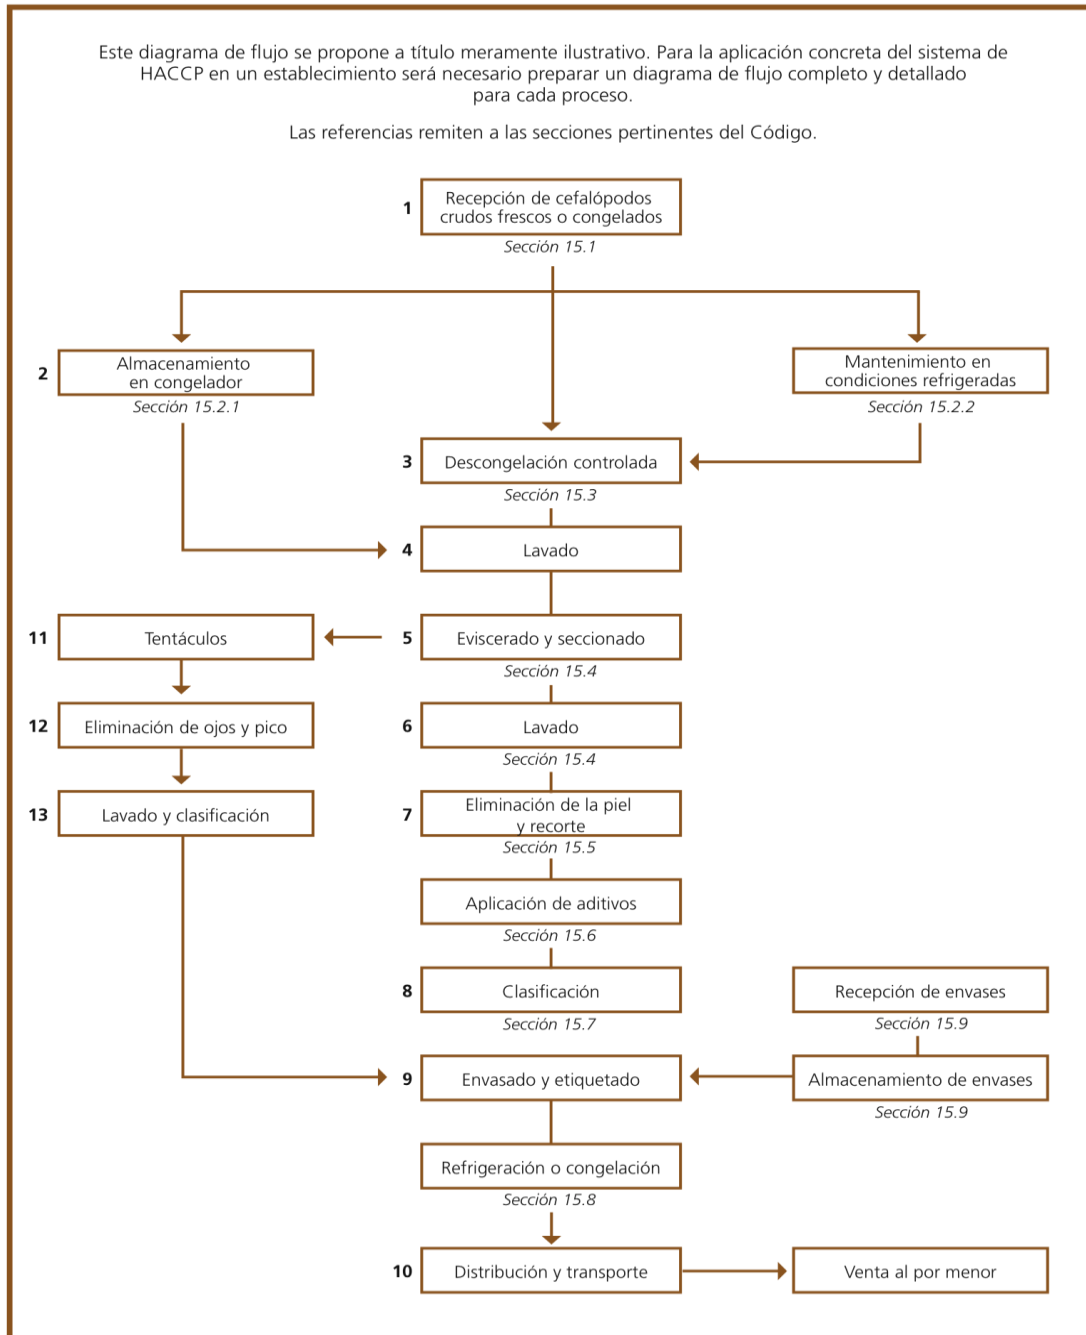 Este diagrama de flujo se propone a título meramente ilustrativo. Para la aplicación concreta del sistema de
HACCP en un establecimiento será necesario preparar un diagrama de flujo completo y detallado
para cada proceso.
Las referencias remiten a las secciones pertinentes del Código.
1
Recepción de cefalópodos
crudos frescos o congelados
Sección 15.1
2
Almacenamiento
en congelador
Sección 15.2.1
Mantenimiento en
condiciones refrigeradas
Sección 15.2.2
3
Descongelación controlada
Sección 15.3
4
Lavado
11
Tentáculos
5
Eviscerado y seccionado
Sección 15.4
12
Eliminación de ojos y pico
6
Lavado
Sección 15.4
13
Lavado y clasificación
7
Eliminación de la piel
y recorte
Sección 15.5
Aplicación de aditivos
Sección 15.6
8
Clasificación
Sección 15.7
Recepción de envases
Sección 15.9
9
Envasado y etiquetado
Almacenamiento de envases
Sección 15.9
Refrigeración o congelación
Sección 15.8
10
Distribución y transporte
Venta al por menor